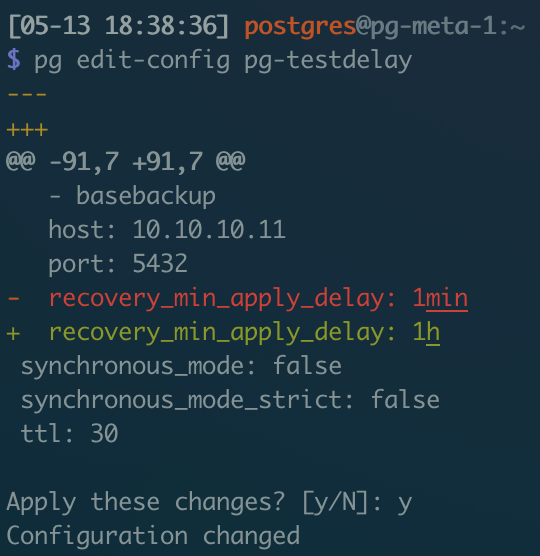 [05-13 18:38:36] postgres@pg-meta-1:~
$ pg edit-config pg-testdelay
---
+++
@@ -91,7 +91,7 @@
   - basebackup
   host: 10.10.10.11
   port: 5432
-  recovery_min_apply_delay: 1min
+  recovery_min_apply_delay: 1h
 synchronous_mode: false
 synchronous_mode_strict: false
 ttl: 30

Apply these changes? [y/N]: y
Configuration changed